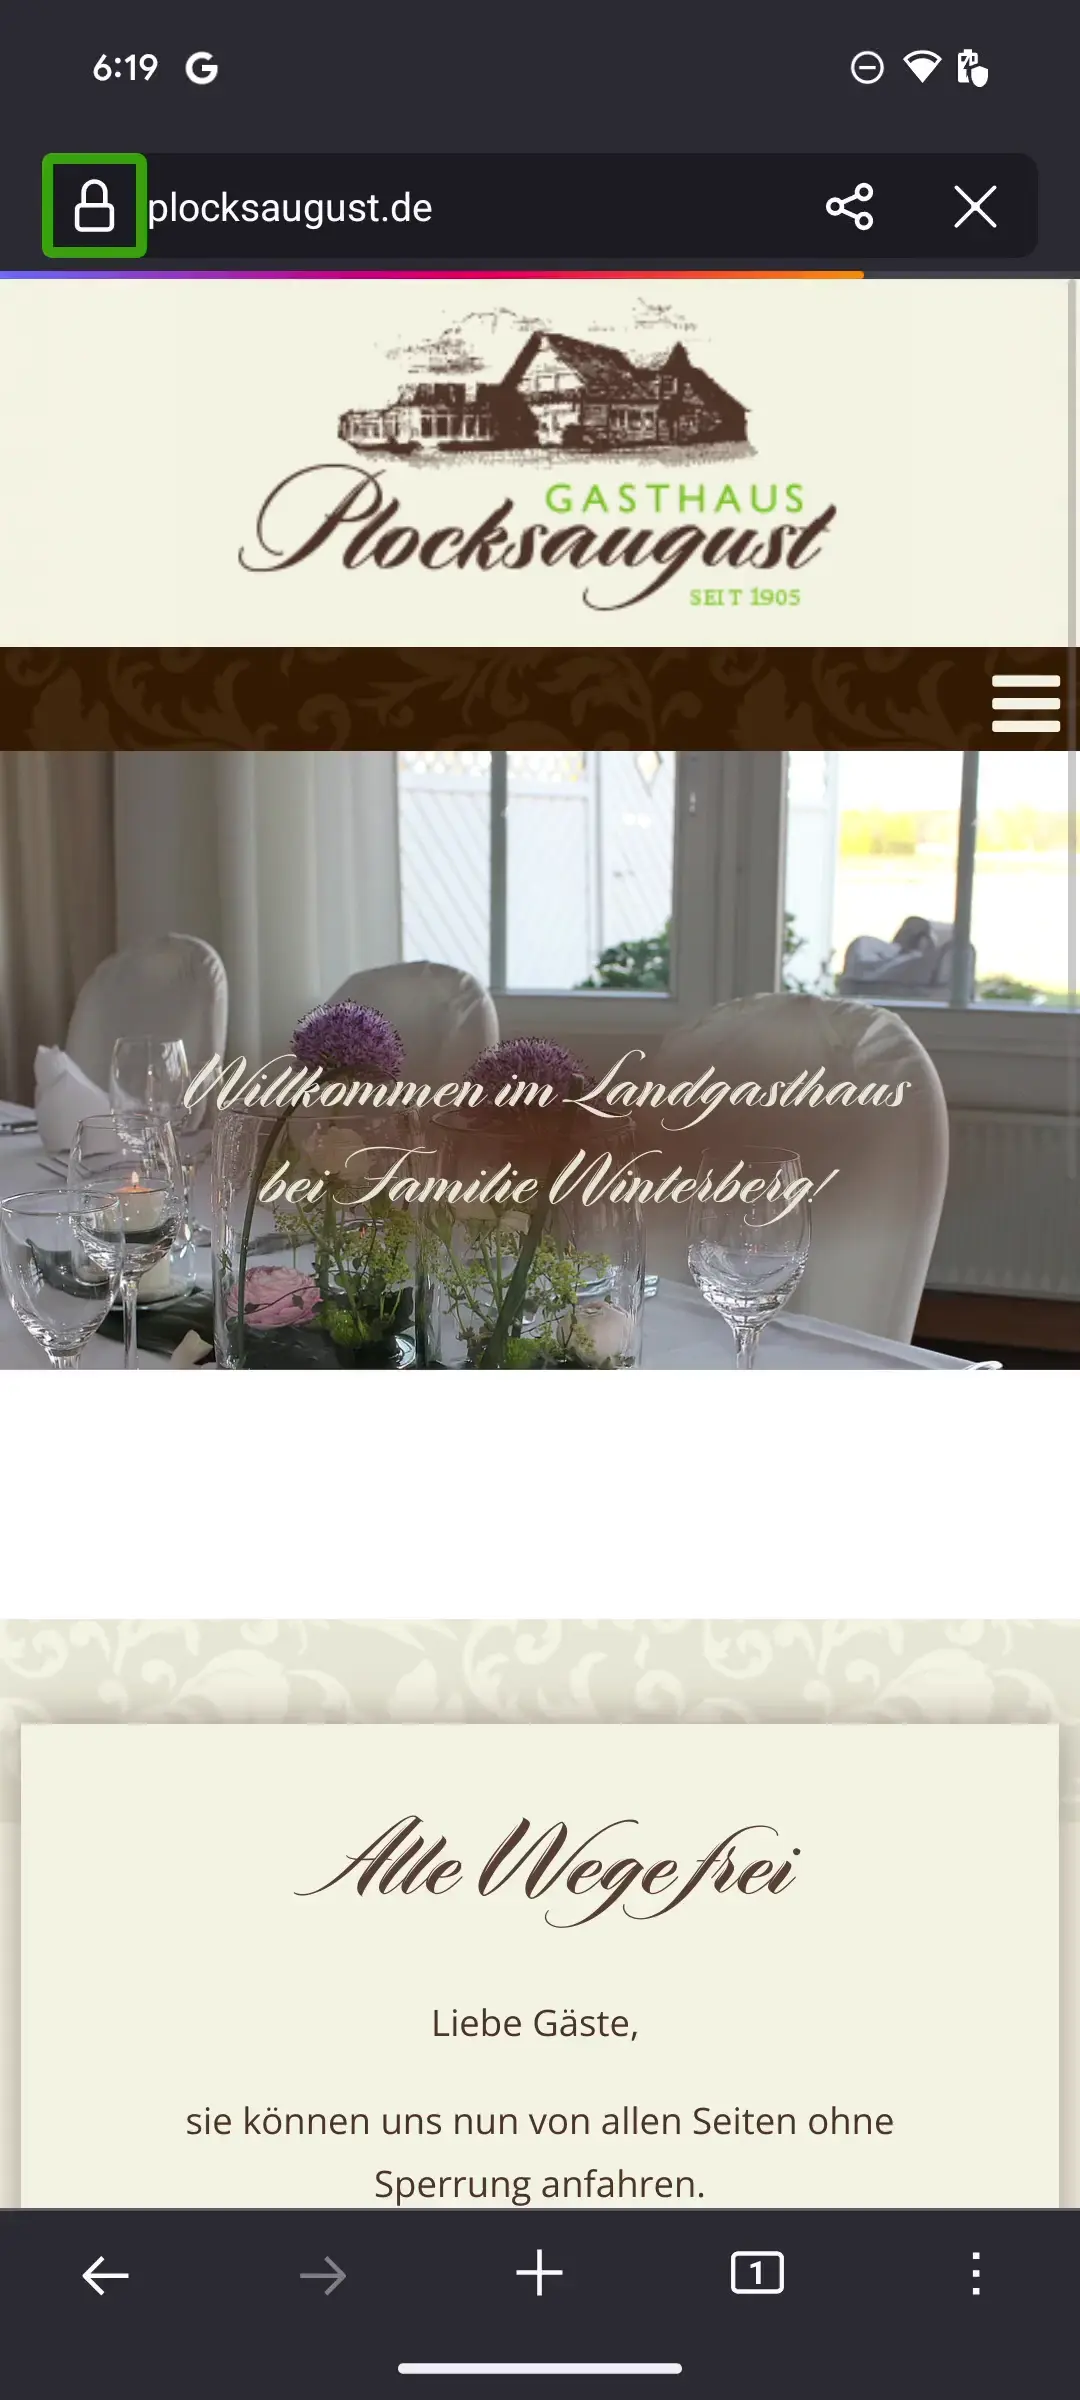 6:19
plocksaugust.de
GASTHAUS
Plocksaugust
SEIT 1905
Willkommen im Landgasthaus
bei Familie Winterberg!
Alle Wege frei
Liebe Gäste,
sie können uns nun von allen Seiten ohne
Sperrung anfahren.
1